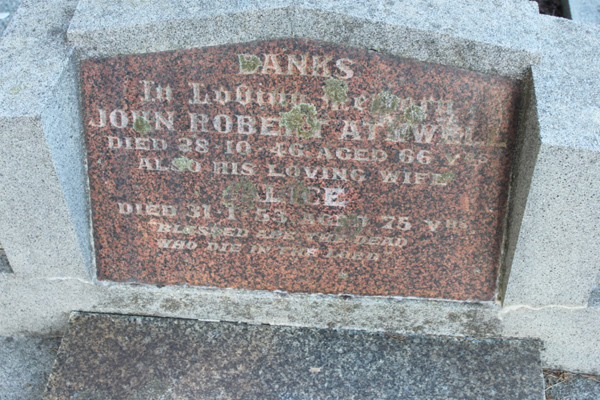 BANKS
In Loving Memory
JOHN ROBERT ATTWELL
DIED 28·10·46. AGED 66 YRS
ALSO HIS LOVING WIFE
ALICE
DIED 31·1·53. AGED 75 YRS.
"BLESSED ARE THE DEAD
WHO DIE IN THE LORD"